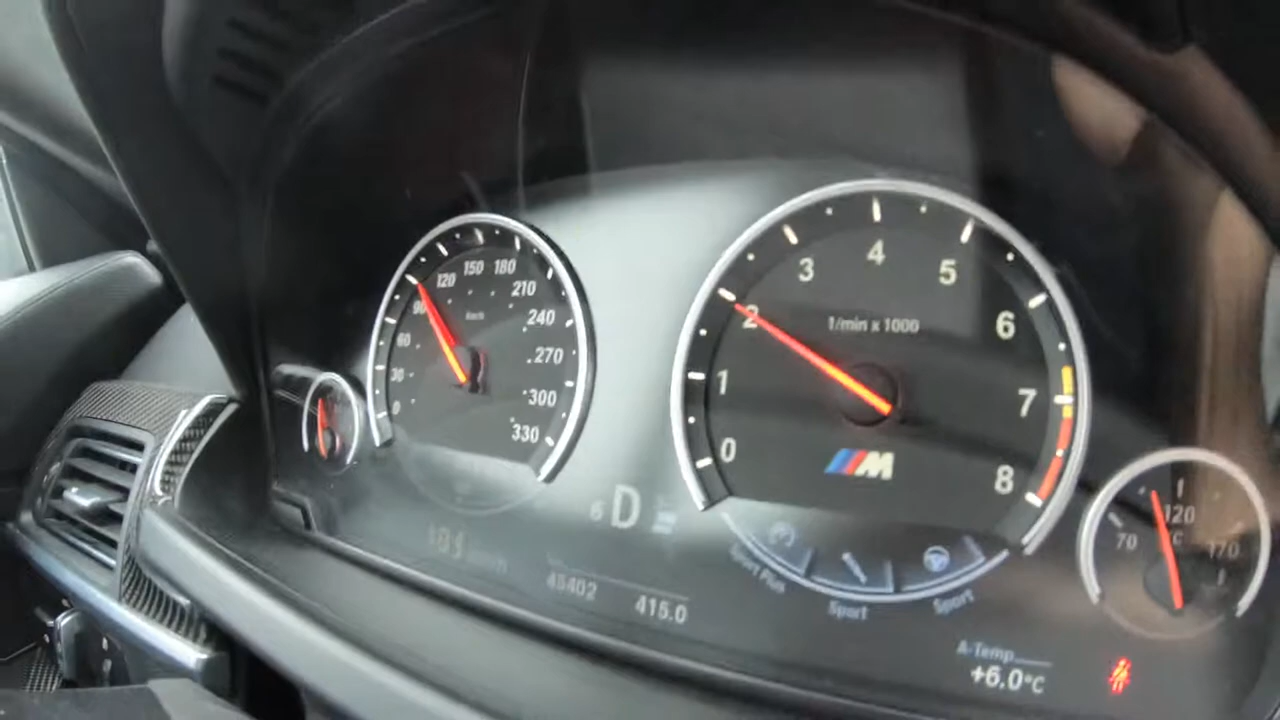 0
30
60
90
120
150
180
210
240
270
300
330
km/h
0
1
2
3
4
5
6
7
8
1/min x 1000
M
6 D
415.0
Sport Plus
Sport
Sport
70
120
170
°C
A-Temp
+6.0°C